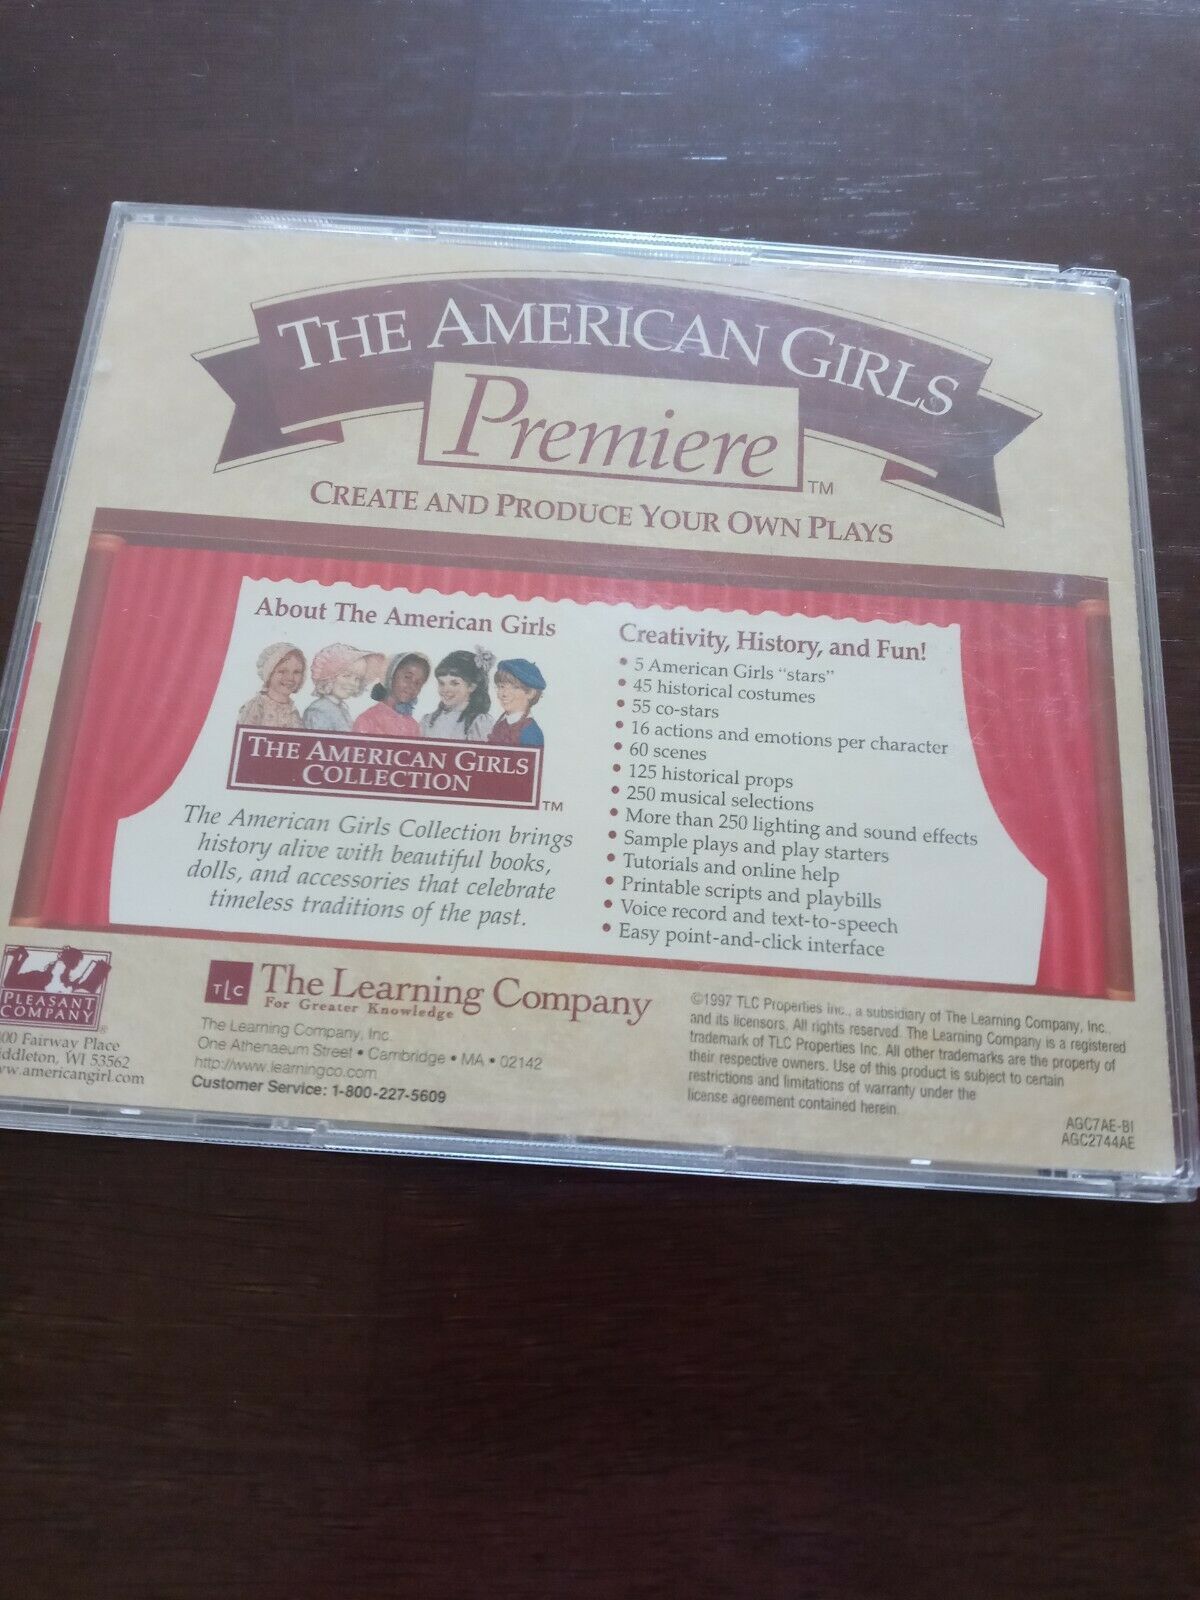 THE AMERICAN GIRLS
Premiere TM
CREATE AND PRODUCE YOUR OWN PLAYS
About The American Girls
THE AMERICAN GIRLS
COLLECTION TM
The American Girls Collection brings
history alive with beautiful books,
dolls, and accessories that celebrate
timeless traditions of the past.
Creativity, History, and Fun!
• 5 American Girls "stars"
• 45 historical costumes
• 55 co-stars
• 16 actions and emotions per character
• 60 scenes
• 125 historical props
• 250 musical selections
• More than 250 lighting and sound effects
• Sample plays and play starters
• Tutorials and online help
• Printable scripts and playbills
• Voice record and text-to-speech
• Easy point-and-click interface
PLEASANT
COMPANY ®
00 Fairway Place
iddleton, WI 53562
ww.americangirl.com
TLC
The Learning Company
For Greater Knowledge
The Learning Company, Inc.
One Athenaeum Street • Cambridge • MA • 02142
http://www.learningco.com
Customer Service: 1-800-227-5609
©1997 TLC Properties Inc., a subsidiary of The Learning Company, Inc.,
and its licensors. All rights reserved. The Learning Company is a registered
trademark of TLC Properties Inc. All other trademarks are the property of
their respective owners. Use of this product is subject to certain
restrictions and limitations of warranty under the
license agreement contained herein.
AGC7AE-BI
AGC2744AE